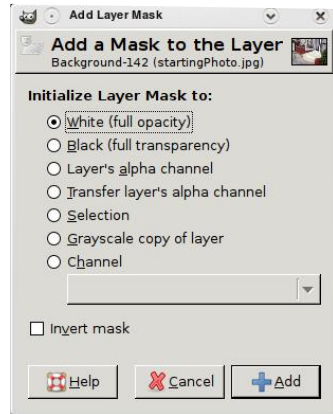 Add Layer Mask
Add a Mask to the Layer
Background-142 (startingPhoto.jpg)
Initialize Layer Mask to:
White (full opacity)
Black (full transparency)
Layer's alpha channel
Transfer layer's alpha channel
Selection
Grayscale copy of layer
Channel
Invert mask
Help
Cancel
Add